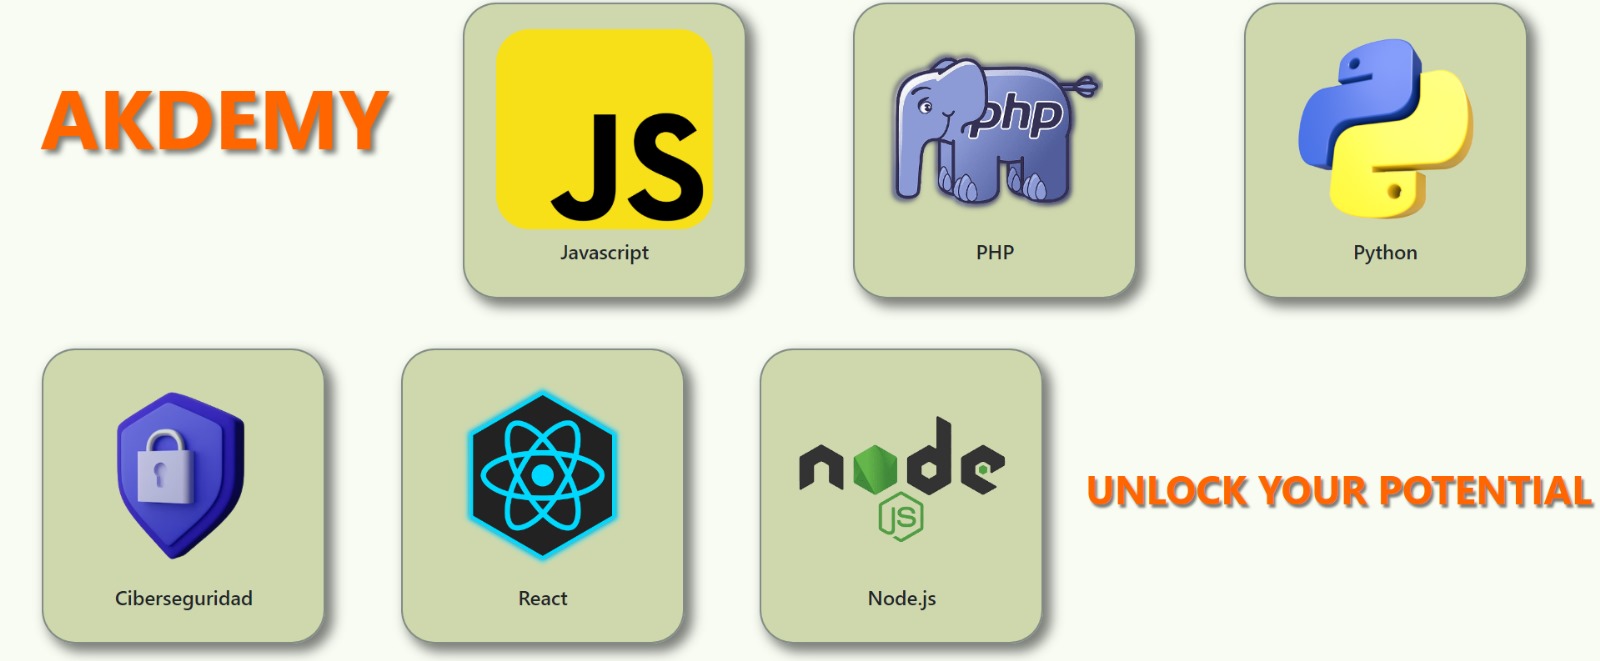 AKDEMY
JS
Javascript
php
PHP
Python
Ciberseguridad
React
node
JS
Node.js
UNLOCK YOUR POTENTIAL